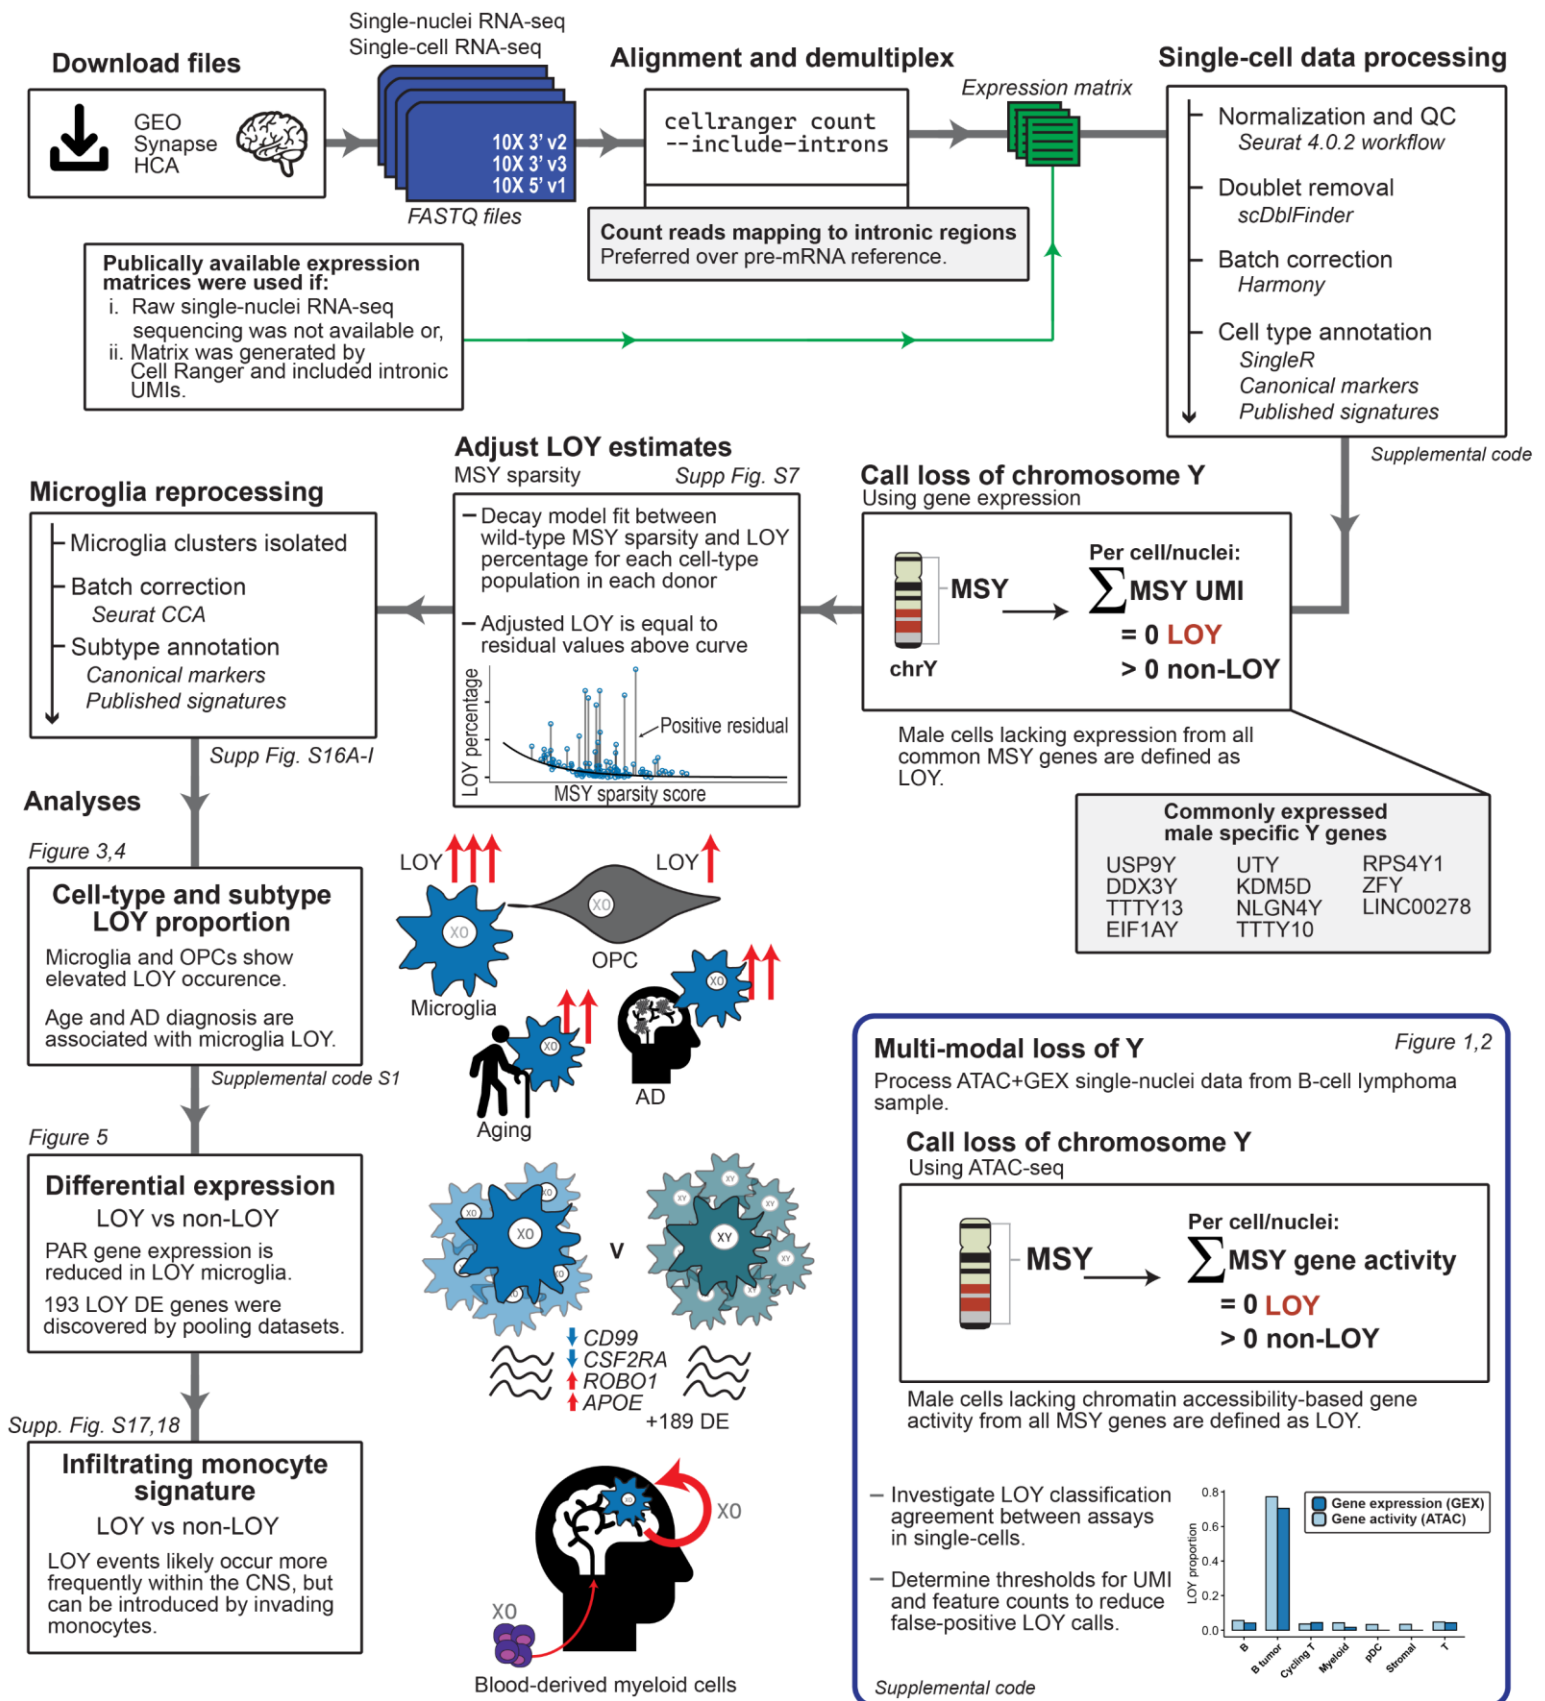 Single-nuclei RNA-seq
Single-cell RNA-seq
Download files
GEO
Synapse
HCA
10X 3' v2
10X 3' v3
10X 5' v1
FASTQ files
Alignment and demultiplex
cellranger count
--include-introns
Count reads mapping to intronic regions
Preferred over pre-mRNA reference.
Expression matrix
Single-cell data processing
Normalization and QC
Seurat 4.0.2 workflow
Doublet removal
scDblFinder
Batch correction
Harmony
Cell type annotation
SingleR
Canonical markers
Published signatures
Supplemental code
Publically available expression
matrices were used if:
i. Raw single-nuclei RNA-seq
sequencing was not available or,
ii. Matrix was generated by
Cell Ranger and included intronic
UMIs.
Call loss of chromosome Y
Using gene expression
MSY
chrY
Per cell/nuclei:
∑MSY UMI
= 0 LOY
> 0 non-LOY
Male cells lacking expression from all
common MSY genes are defined as
LOY.
Commonly expressed
male specific Y genes
USP9Y UTY RPS4Y1
DDX3Y KDM5D ZFY
TTTY13 NLGN4Y LINC00278
EIF1AY TTTY10
Adjust LOY estimates
MSY sparsity Supp Fig. S7
– Decay model fit between
wild-type MSY sparsity and LOY
percentage for each cell-type
population in each donor
– Adjusted LOY is equal to
residual values above curve
LOY percentage
Positive residual
MSY sparsity score
Microglia reprocessing
Microglia clusters isolated
Batch correction
Seurat CCA
Subtype annotation
Canonical markers
Published signatures
Supp Fig. S16A-I
Analyses
Figure 3,4
Cell-type and subtype
LOY proportion
Microglia and OPCs show
elevated LOY occurence.
Age and AD diagnosis are
associated with microglia LOY.
Supplemental code S1
LOY
LOY
XO
XO
OPC
Microglia
XO
XO
AD
Aging
Figure 5
Differential expression
LOY vs non-LOY
PAR gene expression is
reduced in LOY microglia.
193 LOY DE genes were
discovered by pooling datasets.
XO
XO
XO
XO
XO
v
XY
XY
XY
XY
XY
XY
XY
CD99
CSF2RA
ROBO1
APOE
+189 DE
Supp. Fig. S17,18
Infiltrating monocyte
signature
LOY vs non-LOY
LOY events likely occur more
frequently within the CNS, but
can be introduced by invading
monocytes.
XO
XO
XO
Blood-derived myeloid cells
Multi-modal loss of Y
Figure 1,2
Process ATAC+GEX single-nuclei data from B-cell lymphoma
sample.
Call loss of chromosome Y
Using ATAC-seq
MSY
Per cell/nuclei:
∑MSY gene activity
= 0 LOY
> 0 non-LOY
Male cells lacking chromatin accessibility-based gene
activity from all MSY genes are defined as LOY.
– Investigate LOY classification
agreement between assays
in single-cells.
– Determine thresholds for UMI
and feature counts to reduce
false-positive LOY calls.
Supplemental code
LOY proportion
0.8
0.6
0.4
0.2
0.0
Gene expression (GEX)
Gene activity (ATAC)
B
B tumor
Cycling T
Myeloid
pDC
Stromal
T